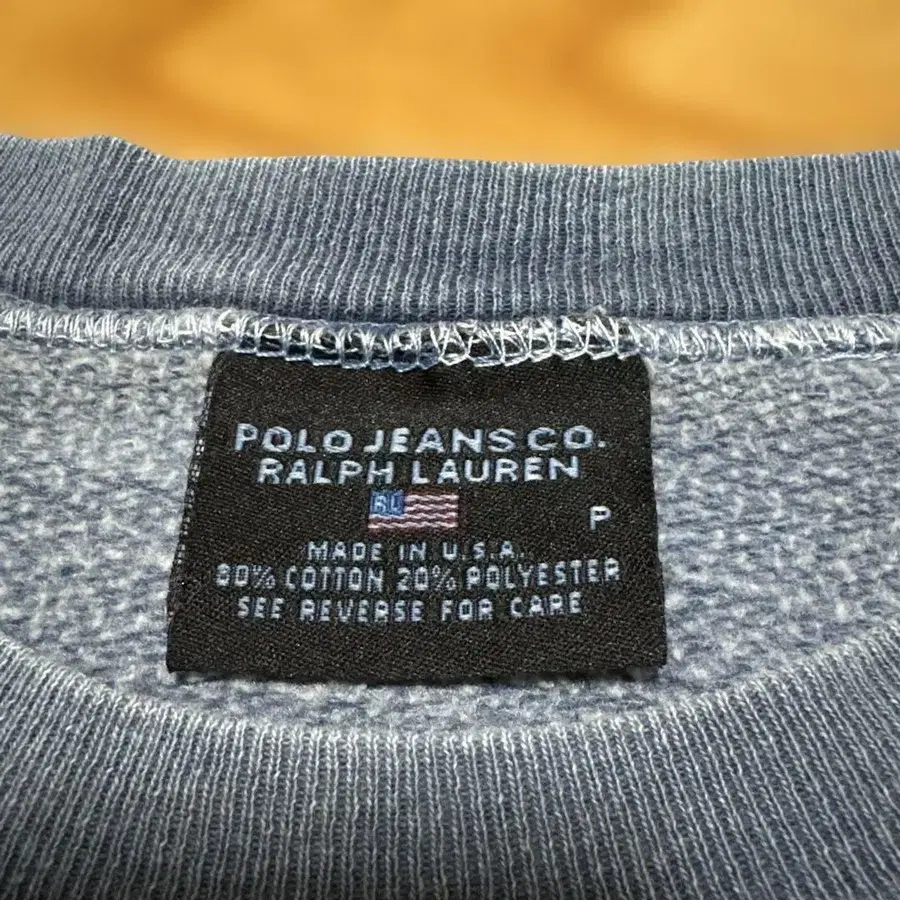 POLO JEANS CO.
RALPH LAUREN
RL
P
MADE IN U.S.A.
80% COTTON 20% POLYESTER
SEE REVERSE FOR CARE